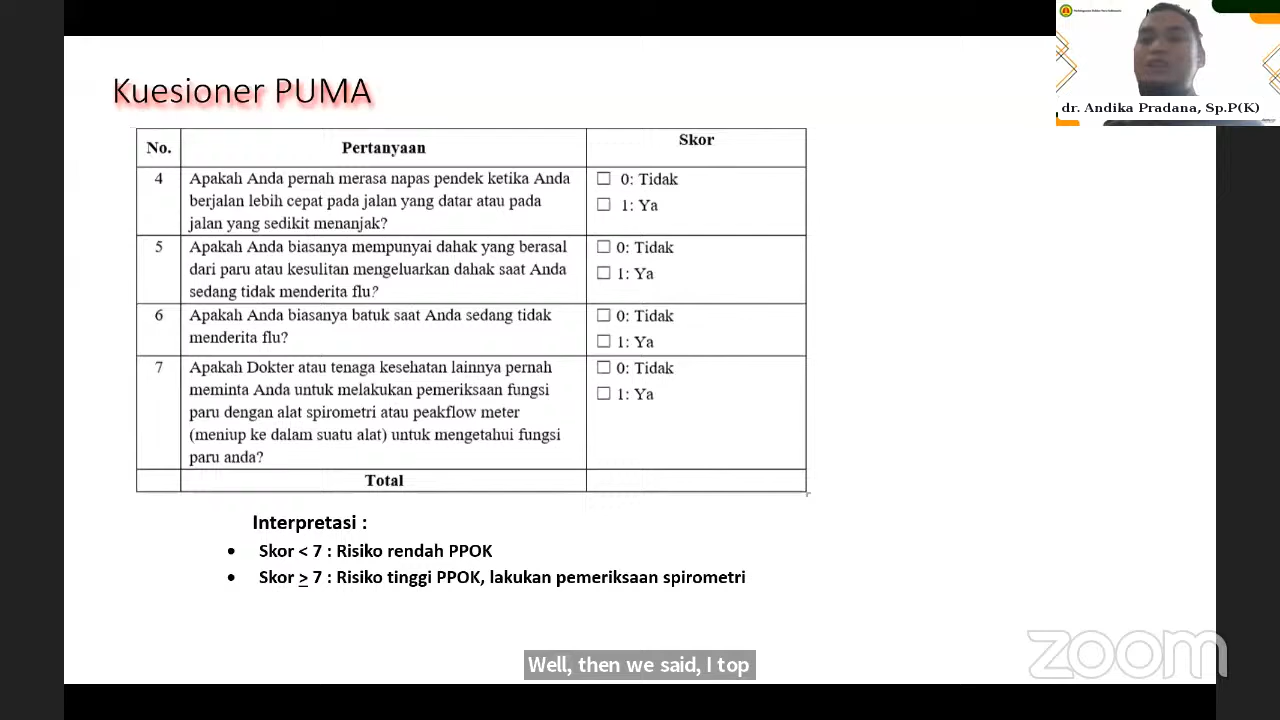 Kuesioner PUMA
No. Pertanyaan Skor
4 Apakah Anda pernah merasa napas pendek ketika Anda
berjalan lebih cepat pada jalan yang datar atau pada
jalan yang sedikit menanjak?
☐ 0: Tidak
☐ 1: Ya
5 Apakah Anda biasanya mempunyai dahak yang berasal
dari paru atau kesulitan mengeluarkan dahak saat Anda
sedang tidak menderita flu?
☐ 0: Tidak
☐ 1: Ya
6 Apakah Anda biasanya batuk saat Anda sedang tidak
menderita flu?
☐ 0: Tidak
☐ 1: Ya
7 Apakah Dokter atau tenaga kesehatan lainnya pernah
meminta Anda untuk melakukan pemeriksaan fungsi
paru dengan alat spirometri atau peakflow meter
(meniup ke dalam suatu alat) untuk mengetahui fungsi
paru anda?
☐ 0: Tidak
☐ 1: Ya
Total
Interpretasi :
• Skor < 7 : Risiko rendah PPOK
• Skor ≥ 7 : Risiko tinggi PPOK, lakukan pemeriksaan spirometri
dr. Andika Pradana, Sp.P(K)
Well, then we said, I top
zoom